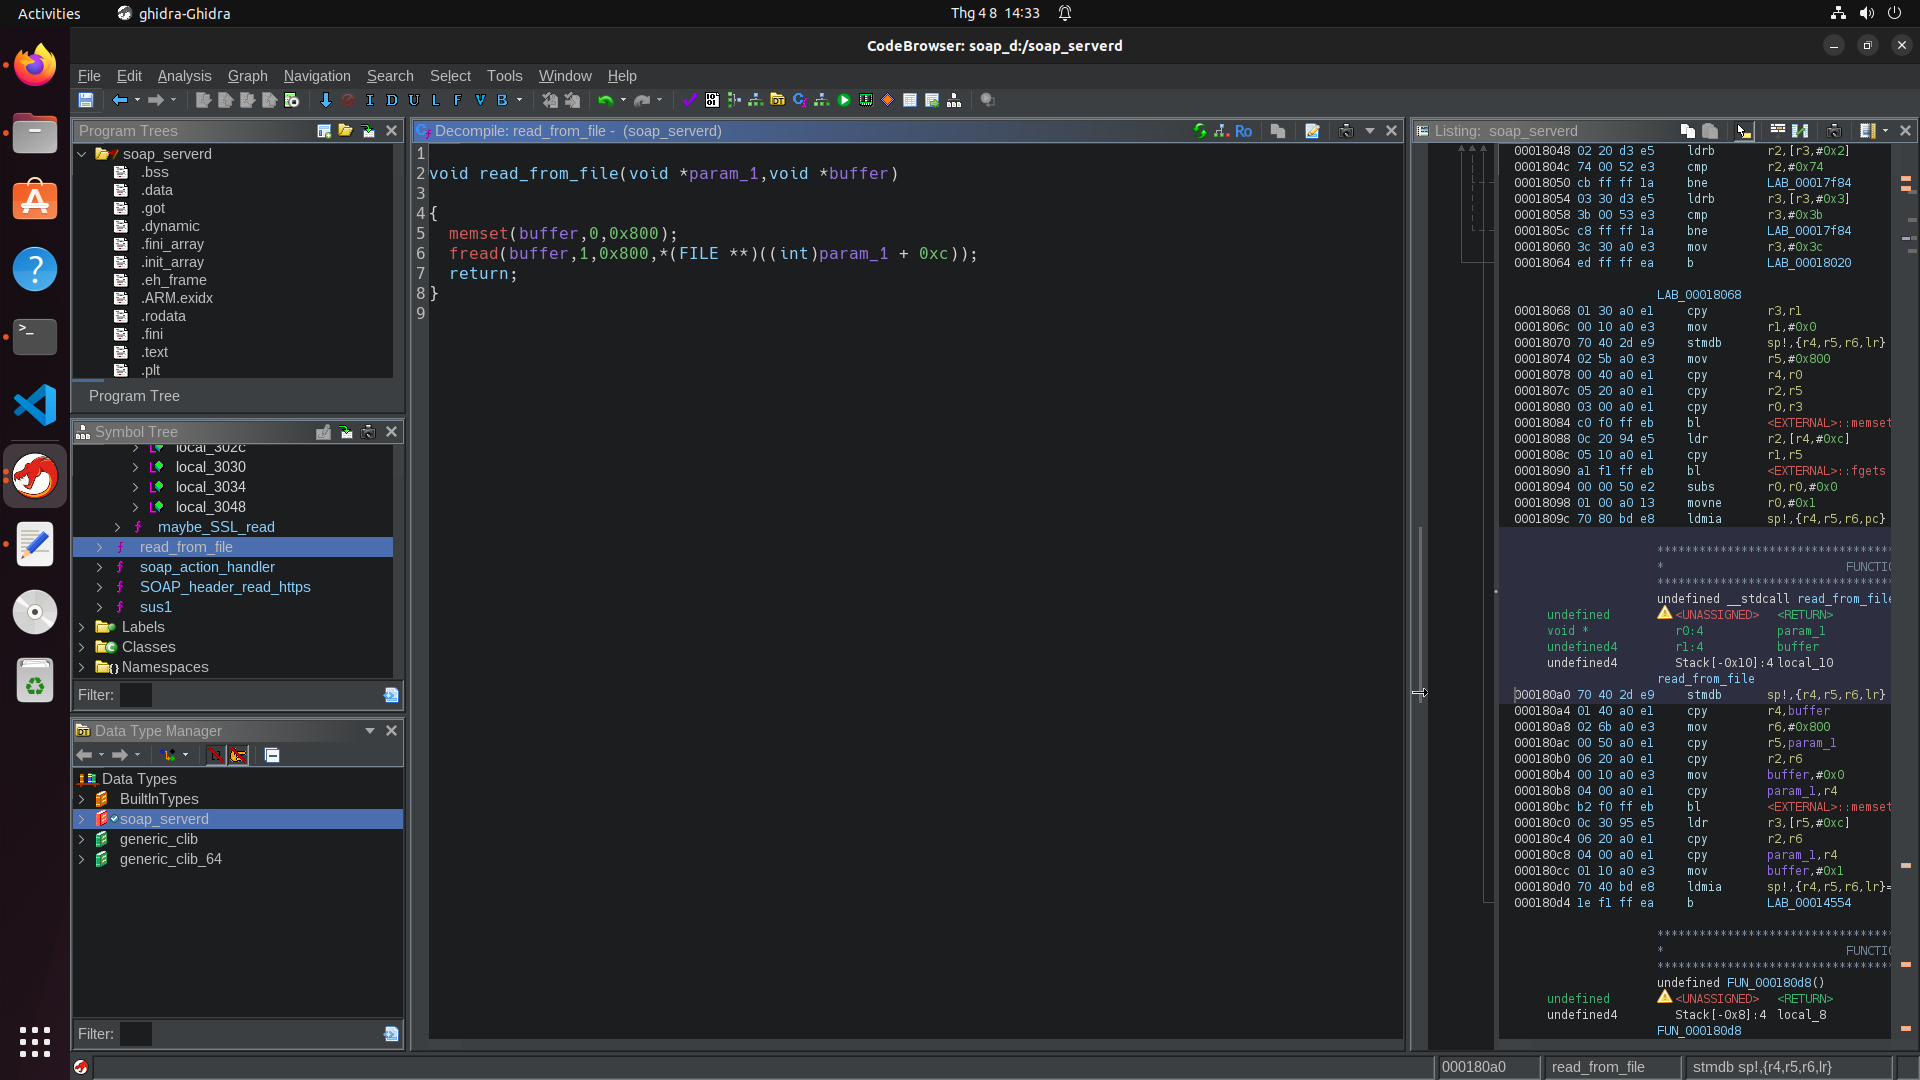 Activities
ghidra-Ghidra
Thg 4 8 14:33
CodeBrowser: soap_d:/soap_serverd
File Edit Analysis Graph Navigation Search Select Tools Window Help
I D U L F V B
Program Trees
soap_serverd
.bss
.data
.got
.dynamic
.fini_array
.init_array
.eh_frame
.ARM.exidx
.rodata
.fini
.text
.plt
Program Tree
Symbol Tree
local_302c
local_3030
local_3034
local_3048
maybe_SSL_read
read_from_file
soap_action_handler
SOAP_header_read_https
sus1
Labels
Classes
Namespaces
Filter:
Data Type Manager
Data Types
BuiltInTypes
soap_serverd
generic_clib
generic_clib_64
Filter:
Decompile: read_from_file - (soap_serverd)
Ro
1
2 void read_from_file(void *param_1,void *buffer)
3
4 {
5 memset(buffer,0,0x800);
6 fread(buffer,1,0x800,*(FILE **)((int)param_1 + 0xc));
7 return;
8 }
9
Listing: soap_serverd
00018048 02 20 d3 e5 ldrb r2,[r3,#0x2]
0001804c 74 00 52 e3 cmp r2,#0x74
00018050 cb ff ff 1a bne LAB_00017f84
00018054 03 30 d3 e5 ldrb r3,[r3,#0x3]
00018058 3b 00 53 e3 cmp r3,#0x3b
0001805c c8 ff ff 1a bne LAB_00017f84
00018060 3c 30 a0 e3 mov r3,#0x3c
00018064 ed ff ff ea b LAB_00018020
LAB_00018068
00018068 01 30 a0 e1 cpy r3,r1
0001806c 00 10 a0 e3 mov r1,#0x0
00018070 70 40 2d e9 stmdb sp!,{r4,r5,r6,lr}
00018074 02 5b a0 e3 mov r5,#0x800
00018078 00 40 a0 e1 cpy r4,r0
0001807c 05 20 a0 e1 cpy r2,r5
00018080 03 00 a0 e1 cpy r0,r3
00018084 c0 f0 ff eb bl <EXTERNAL>::memset
00018088 0c 20 94 e5 ldr r2,[r4,#0xc]
0001808c 05 10 a0 e1 cpy r1,r5
00018090 a1 f1 ff eb bl <EXTERNAL>::fgets
00018094 00 00 50 e2 subs r0,r0,#0x0
00018098 01 00 a0 13 movne r0,#0x1
0001809c 70 80 bd e8 ldmia sp!,{r4,r5,r6,pc}
**********************************
* FUNCTIO
**********************************
undefined __stdcall read_from_file
undefined <UNASSIGNED> <RETURN>
void * r0:4 param_1
undefined4 r1:4 buffer
undefined4 Stack[-0x10]:4 local_10
read_from_file
000180a0 70 40 2d e9 stmdb sp!,{r4,r5,r6,lr}
000180a4 01 40 a0 e1 cpy r4,buffer
000180a8 02 6b a0 e3 mov r6,#0x800
000180ac 00 50 a0 e1 cpy r5,param_1
000180b0 06 20 a0 e1 cpy r2,r6
000180b4 00 10 a0 e3 mov buffer,#0x0
000180b8 04 00 a0 e1 cpy param_1,r4
000180bc b2 f0 ff eb bl <EXTERNAL>::memset
000180c0 0c 30 95 e5 ldr r3,[r5,#0xc]
000180c4 06 20 a0 e1 cpy r2,r6
000180c8 04 00 a0 e1 cpy param_1,r4
000180cc 01 10 a0 e3 mov buffer,#0x1
000180d0 70 40 bd e8 ldmia sp!,{r4,r5,r6,lr}=
000180d4 1e f1 ff ea b LAB_00014554
**********************************
* FUNCTIO
**********************************
undefined FUN_000180d8()
undefined <UNASSIGNED> <RETURN>
undefined4 Stack[-0x8]:4 local_8
FUN_000180d8
000180a0
read_from_file
stmdb sp!,{r4,r5,r6,lr}